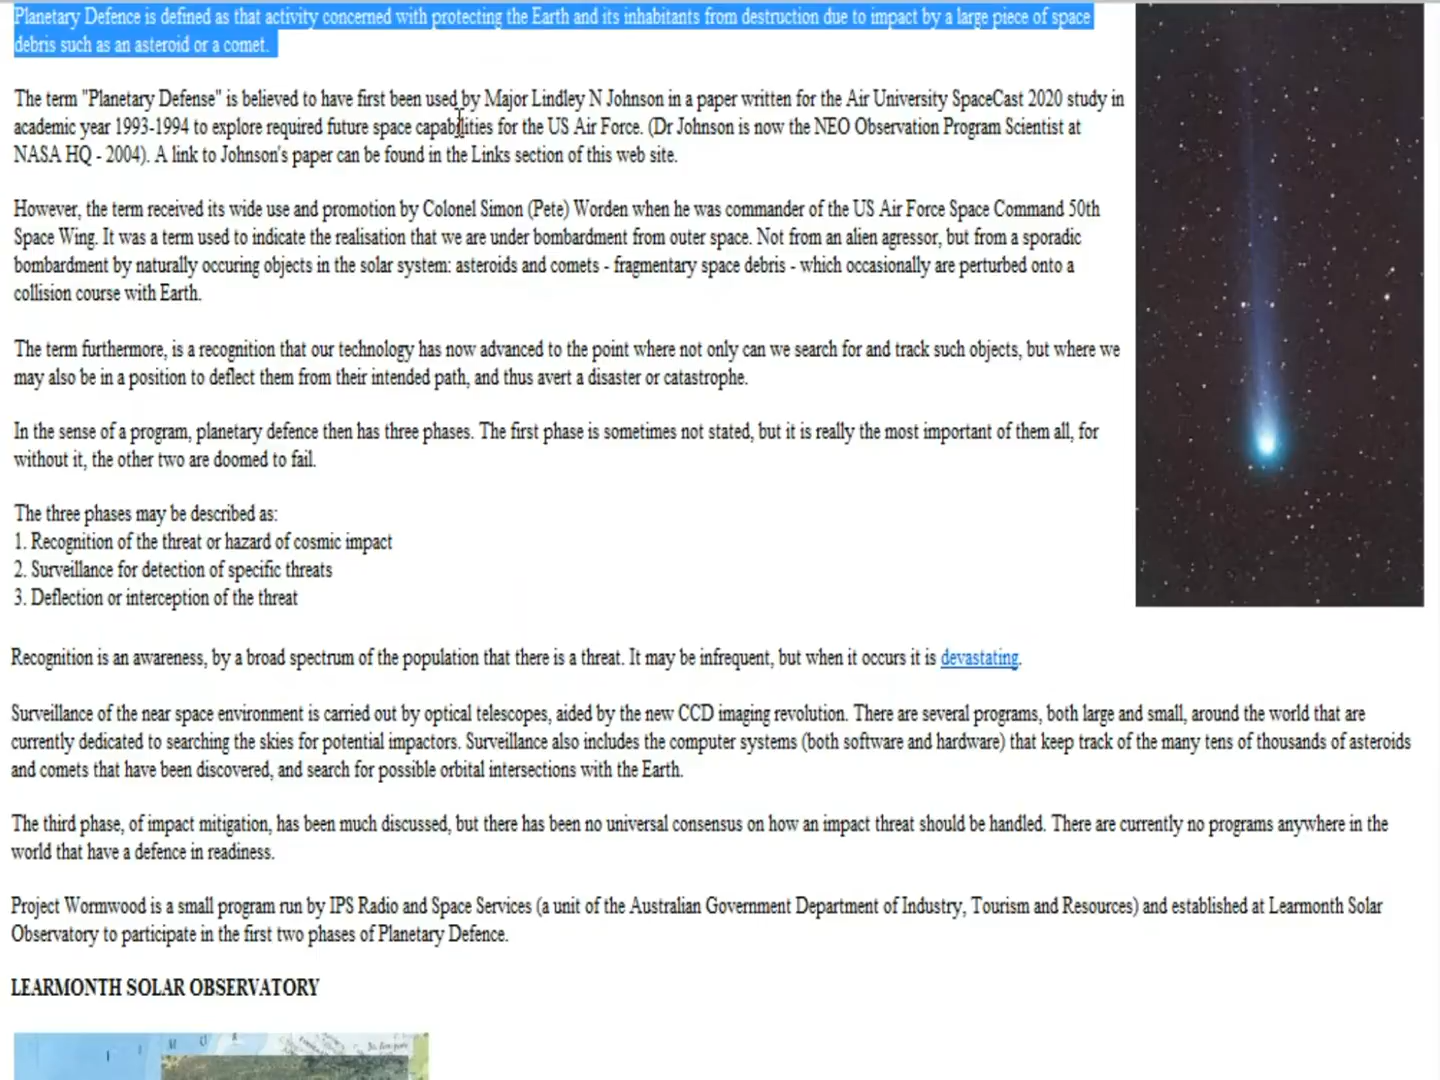 Planetary Defence is defined as that activity concerned with protecting the Earth and its inhabitants from destruction due to impact by a large piece of space
debris such as an asteroid or a comet.
The term "Planetary Defense" is believed to have first been used by Major Lindley N Johnson in a paper written for the Air University SpaceCast 2020 study in
academic year 1993-1994 to explore required future space capabilities for the US Air Force. (Dr Johnson is now the NEO Observation Program Scientist at
NASA HQ - 2004). A link to Johnson's paper can be found in the Links section of this web site.
However, the term received its wide use and promotion by Colonel Simon (Pete) Worden when he was commander of the US Air Force Space Command 50th
Space Wing. It was a term used to indicate the realisation that we are under bombardment from outer space. Not from an alien agressor, but from a sporadic
bombardment by naturally occuring objects in the solar system: asteroids and comets - fragmentary space debris - which occasionally are perturbed onto a
collision course with Earth.
The term furthermore, is a recognition that our technology has now advanced to the point where not only can we search for and track such objects, but where we
may also be in a position to deflect them from their intended path, and thus avert a disaster or catastrophe.
In the sense of a program, planetary defence then has three phases. The first phase is sometimes not stated, but it is really the most important of them all, for
without it, the other two are doomed to fail.
The three phases may be described as:
1. Recognition of the threat or hazard of cosmic impact
2. Surveillance for detection of specific threats
3. Deflection or interception of the threat
Recognition is an awareness, by a broad spectrum of the population that there is a threat. It may be infrequent, but when it occurs it is devastating.
Surveillance of the near space environment is carried out by optical telescopes, aided by the new CCD imaging revolution. There are several programs, both large and small, around the world that are
currently dedicated to searching the skies for potential impactors. Surveillance also includes the computer systems (both software and hardware) that keep track of the many tens of thousands of asteroids
and comets that have been discovered, and search for possible orbital intersections with the Earth.
The third phase, of impact mitigation, has been much discussed, but there has been no universal consensus on how an impact threat should be handled. There are currently no programs anywhere in the
world that have a defence in readiness.
Project Wormwood is a small program run by IPS Radio and Space Services (a unit of the Australian Government Department of Industry, Tourism and Resources) and established at Learmonth Solar
Observatory to participate in the first two phases of Planetary Defence.
LEARMONTH SOLAR OBSERVATORY